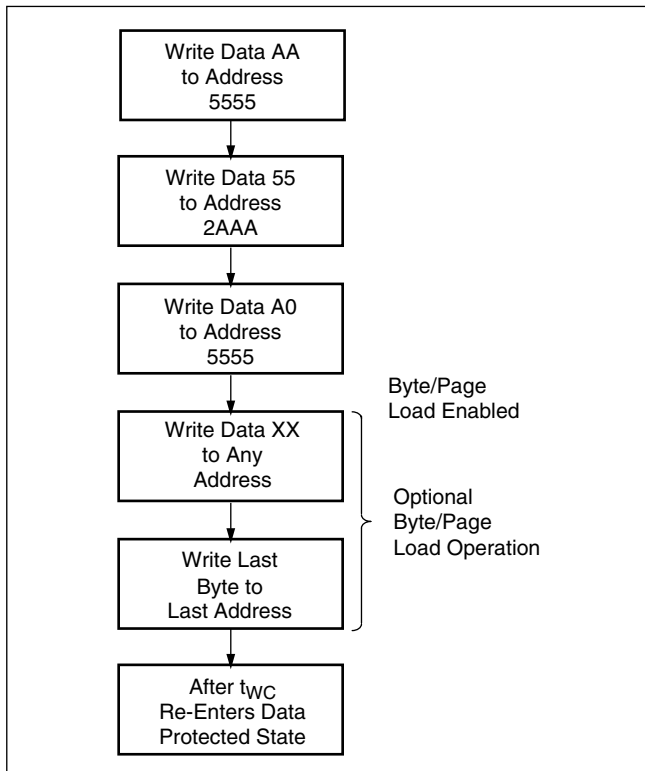 Write Data AA
to Address
5555
Write Data 55
to Address
2AAA
Write Data A0
to Address
5555
Byte/Page
Load Enabled
Write Data XX
to Any
Address
Optional
Byte/Page
Load Operation
Write Last
Byte to
Last Address
After tWC
Re-Enters Data
Protected State